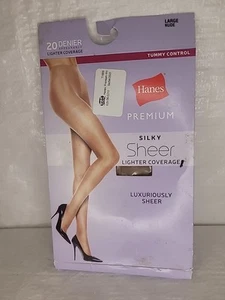 20 DENIER
LIGHTER COVERAGE
LARGE
NUDE
TUMMY CONTROL
Hanes
PREMIUM
SILKY
Sheer
LIGHTER COVERAGE
LUXURIOUSLY
SHEER